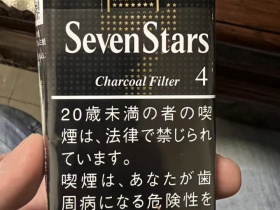 SevenStars
Charcoal Filter 4
20歳未満の者の喫
煙は、法律で禁じられ
ています。
喫煙は、あなたが歯
周病になる危険性を